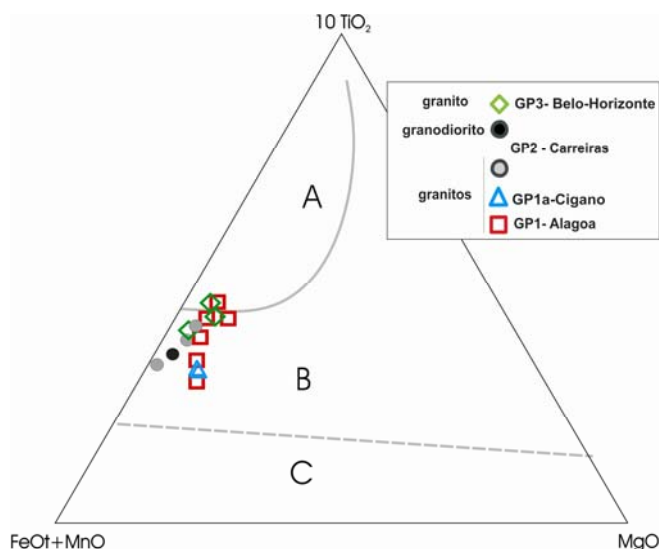 10 TiO₂
granito GP3- Belo-Horizonte
granodiorito
GP2 - Carreiras
granitos GP1a-Cigano
GP1- Alagoa
A
B
C
FeOt+MnO MgO